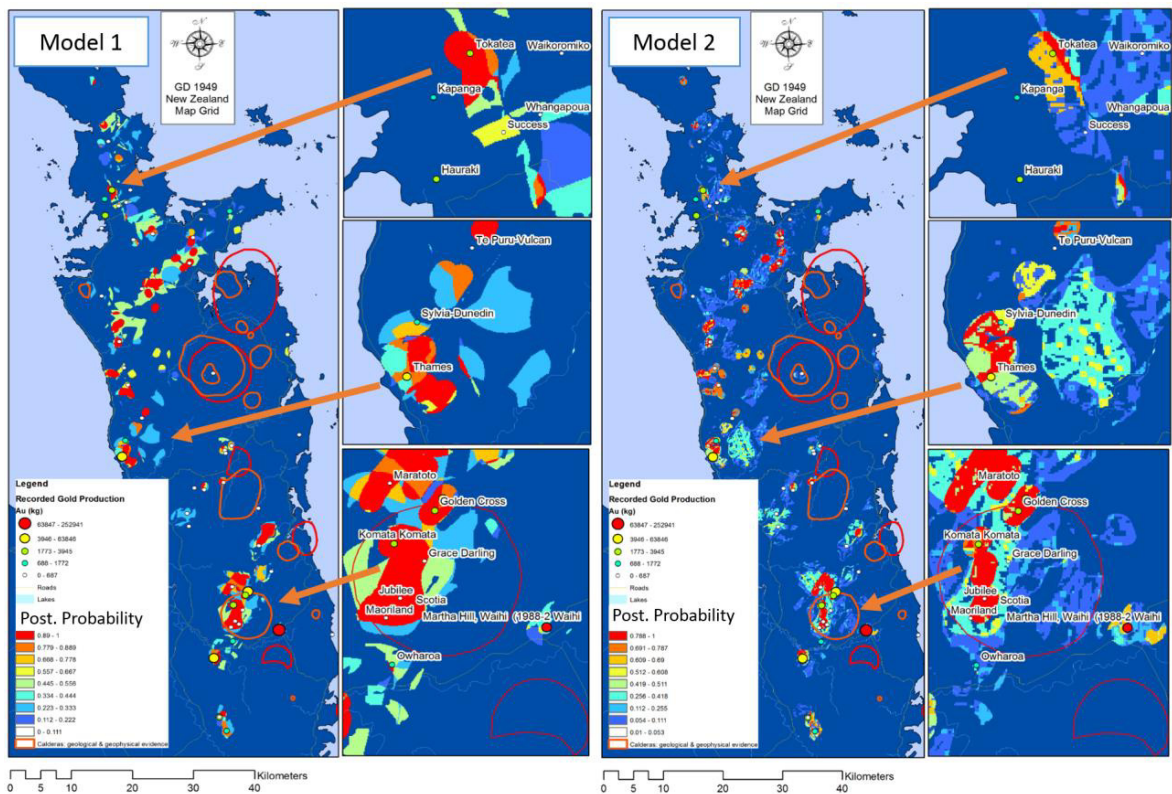 Model 1
N
W
E
S
GD 1949
New Zealand
Map Grid
Tokatea
Waikoromiko
Kapanga
Whangapoua
Success
Hauraki
Te Puru-Vulcan
Sylvia-Dunedin
Thames
Maratoto
Golden Cross
Komata Komata
Grace Darling
Jubilee
Scotia
Maoriland
Martha Hill, Waihi (1988-2 Waihi
Owharoa
Legend
Recorded Gold Production
Au (kg)
63847 - 252941
3946 - 63846
1773 - 3945
688 - 1772
0 - 687
Roads
Lakes
Post. Probability
0.89 - 1
0.779 - 0.889
0.668 - 0.778
0.557 - 0.667
0.445 - 0.556
0.334 - 0.444
0.223 - 0.333
0.112 - 0.222
0 - 0.111
Calderas: geological & geophysical evidence
0 5 10 20 30 40 Kilometers
Model 2
N
W
E
S
GD 1949
New Zealand
Map Grid
Tokatea
Waikoromiko
Kapanga
Whangapoua
Success
Hauraki
Te Puru-Vulcan
Sylvia-Dunedin
Thames
Maratoto
Golden Cross
Komata Komata
Grace Darling
Jubilee
Scotia
Maoriland
Martha Hill, Waihi (1988-2 Waihi
Owharoa
Legend
Recorded Gold Production
Au (kg)
63847 - 252941
3946 - 63846
1773 - 3945
688 - 1772
0 - 687
Roads
Lakes
Post. Probability
0.788 - 1
0.691 - 0.787
0.609 - 0.69
0.512 - 0.608
0.419 - 0.511
0.256 - 0.418
0.112 - 0.255
0.054 - 0.111
0.01 - 0.053
Calderas: geological & geophysical evidence
0 5 10 20 30 40 Kilometers